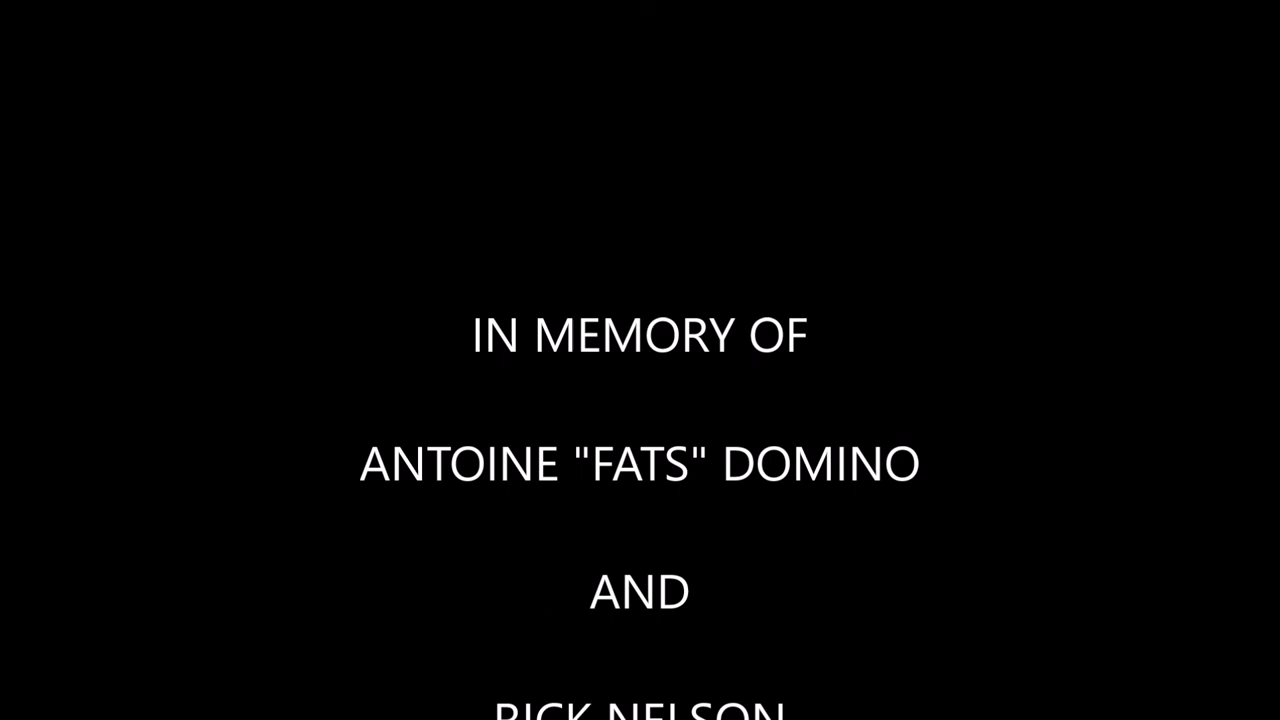 IN MEMORY OF
ANTOINE "FATS" DOMINO
AND
RICK NELSON